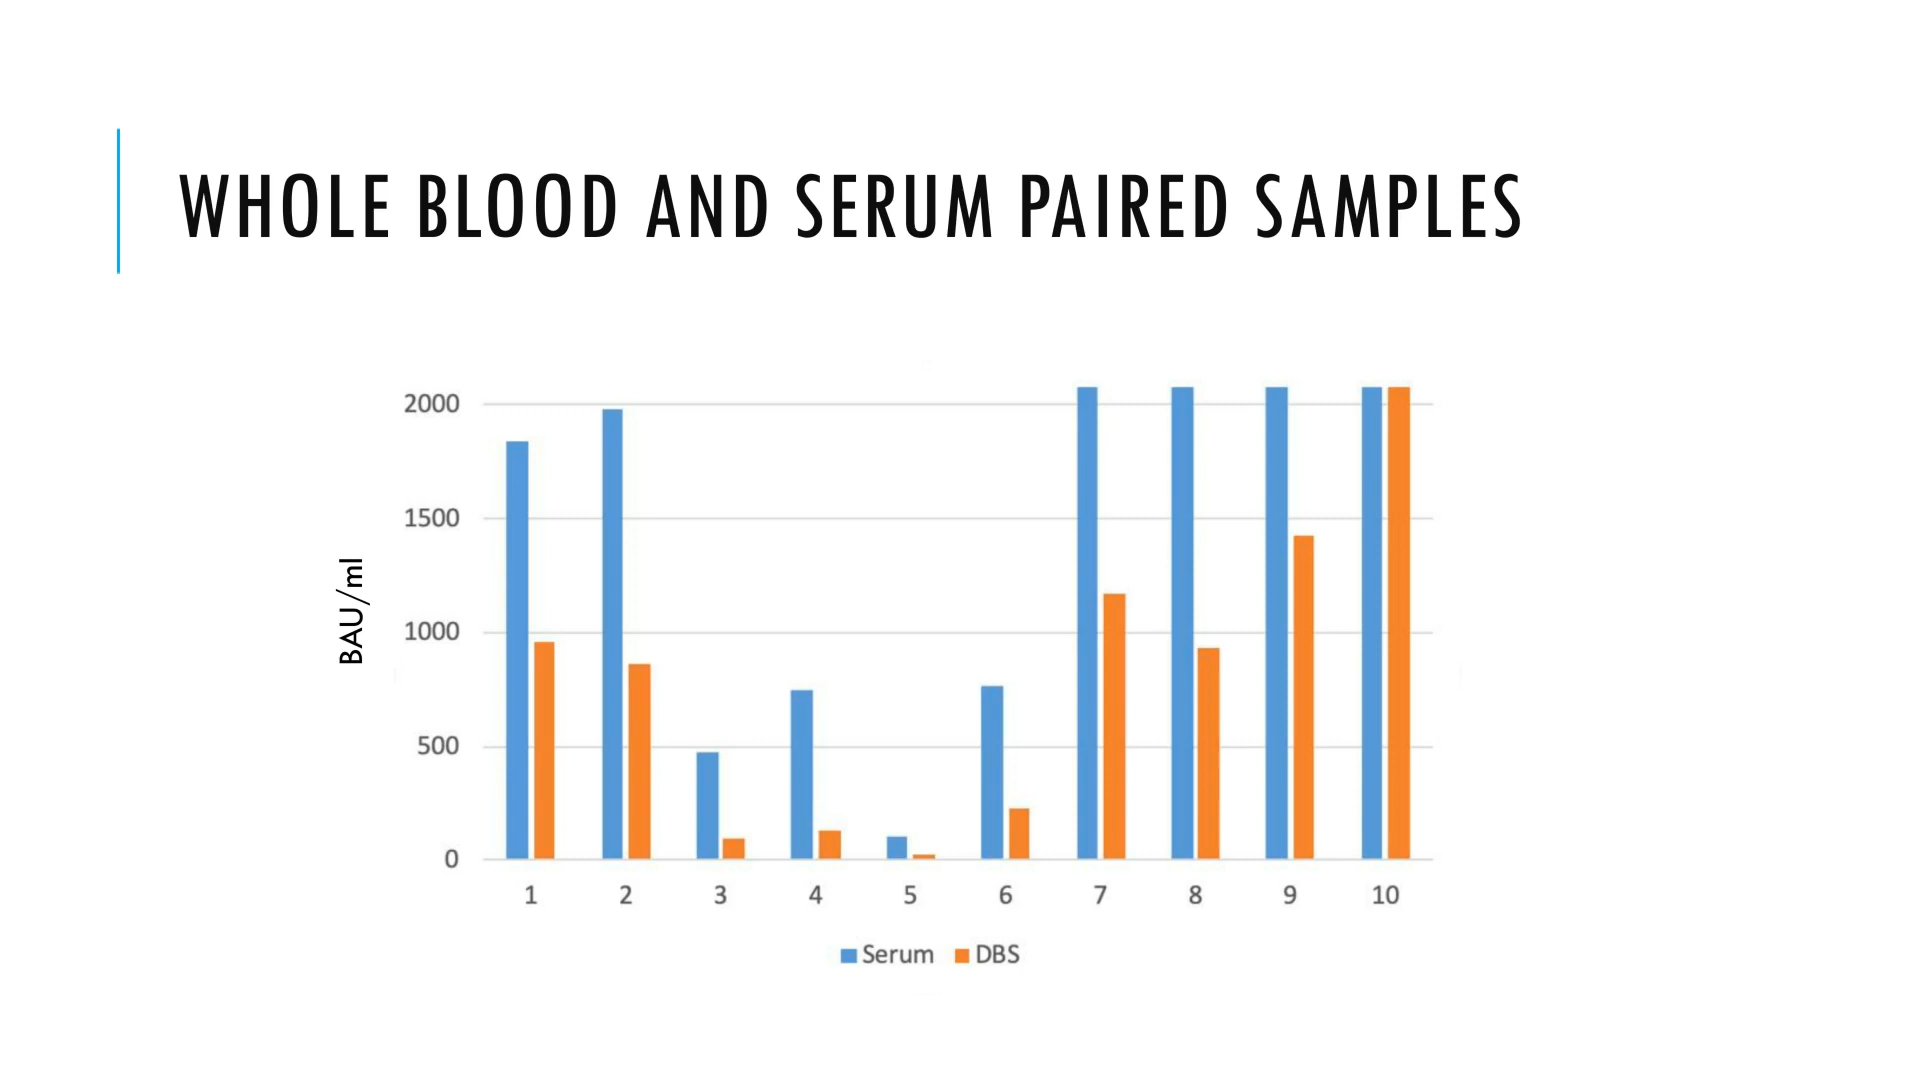 WHOLE BLOOD AND SERUM PAIRED SAMPLES
BAU/ml
2000
1500
1000
500
0
1 2 3 4 5 6 7 8 9 10
Serum DBS